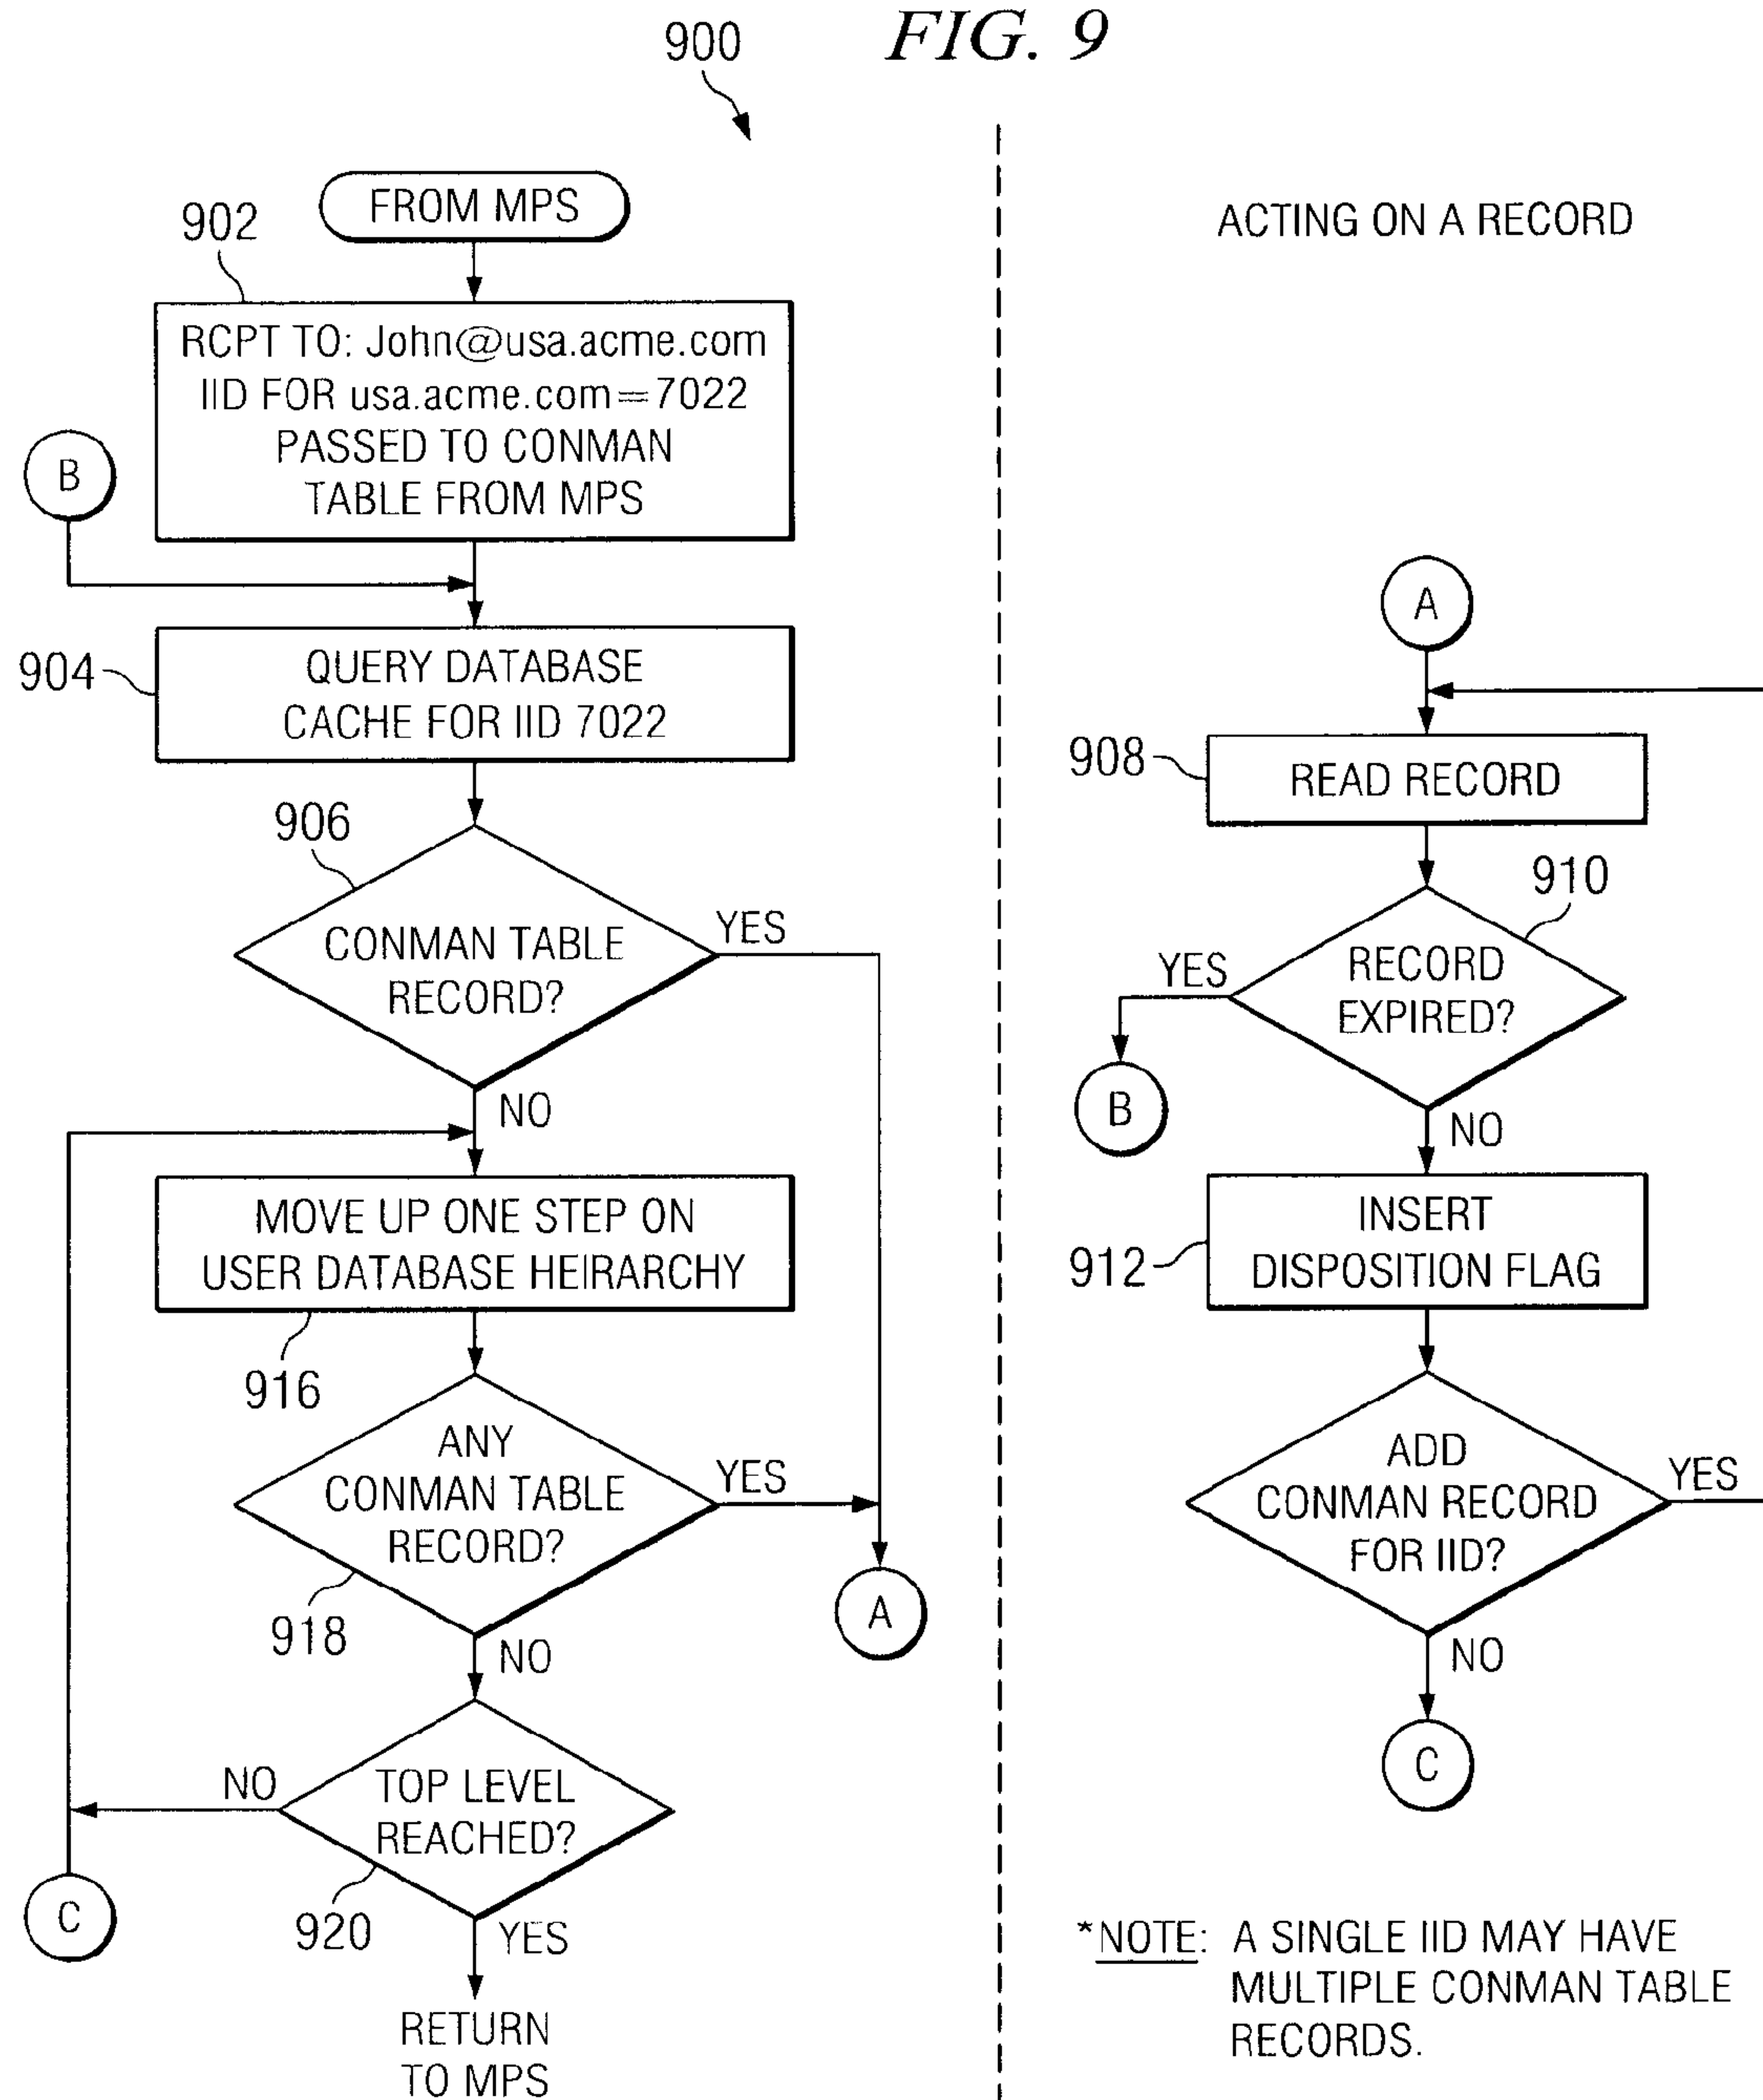 FIG. 9
900
FROM MPS
902
RCPT TO: John@usa.acme.com
IID FOR usa.acme.com=7022
PASSED TO CONMAN
TABLE FROM MPS
B
904
QUERY DATABASE
CACHE FOR IID 7022
906
CONMAN TABLE
RECORD?
YES
NO
MOVE UP ONE STEP ON
USER DATABASE HEIRARCHY
916
ANY
CONMAN TABLE
RECORD?
YES
918
NO
A
TOP LEVEL
REACHED?
NO
C
920
YES
RETURN
TO MPS
ACTING ON A RECORD
A
908
READ RECORD
910
RECORD
EXPIRED?
YES
B
NO
912
INSERT
DISPOSITION FLAG
ADD
CONMAN RECORD
FOR IID?
YES
NO
C
*NOTE: A SINGLE IID MAY HAVE
MULTIPLE CONMAN TABLE
RECORDS.